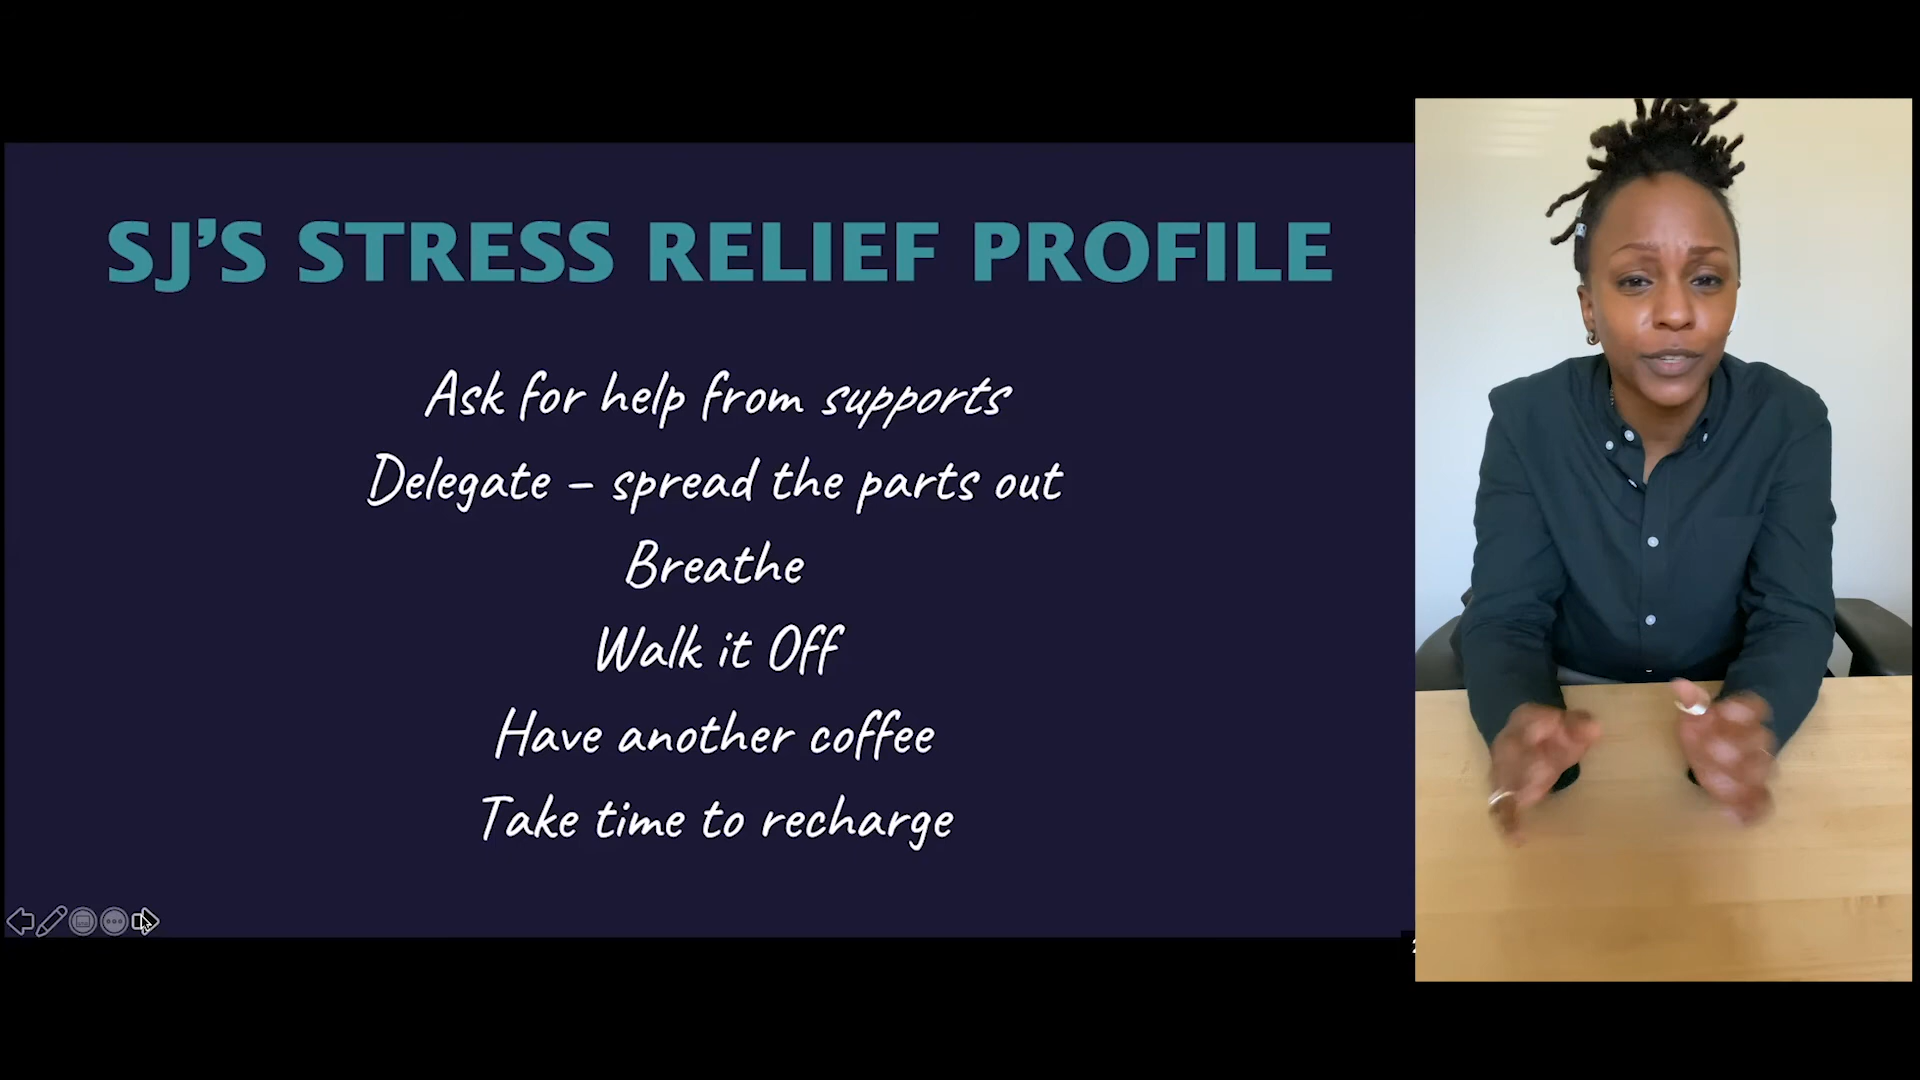 SJ'S STRESS RELIEF PROFILE
Ask for help from supports
Delegate – spread the parts out
Breathe
Walk it Off
Have another coffee
Take time to recharge